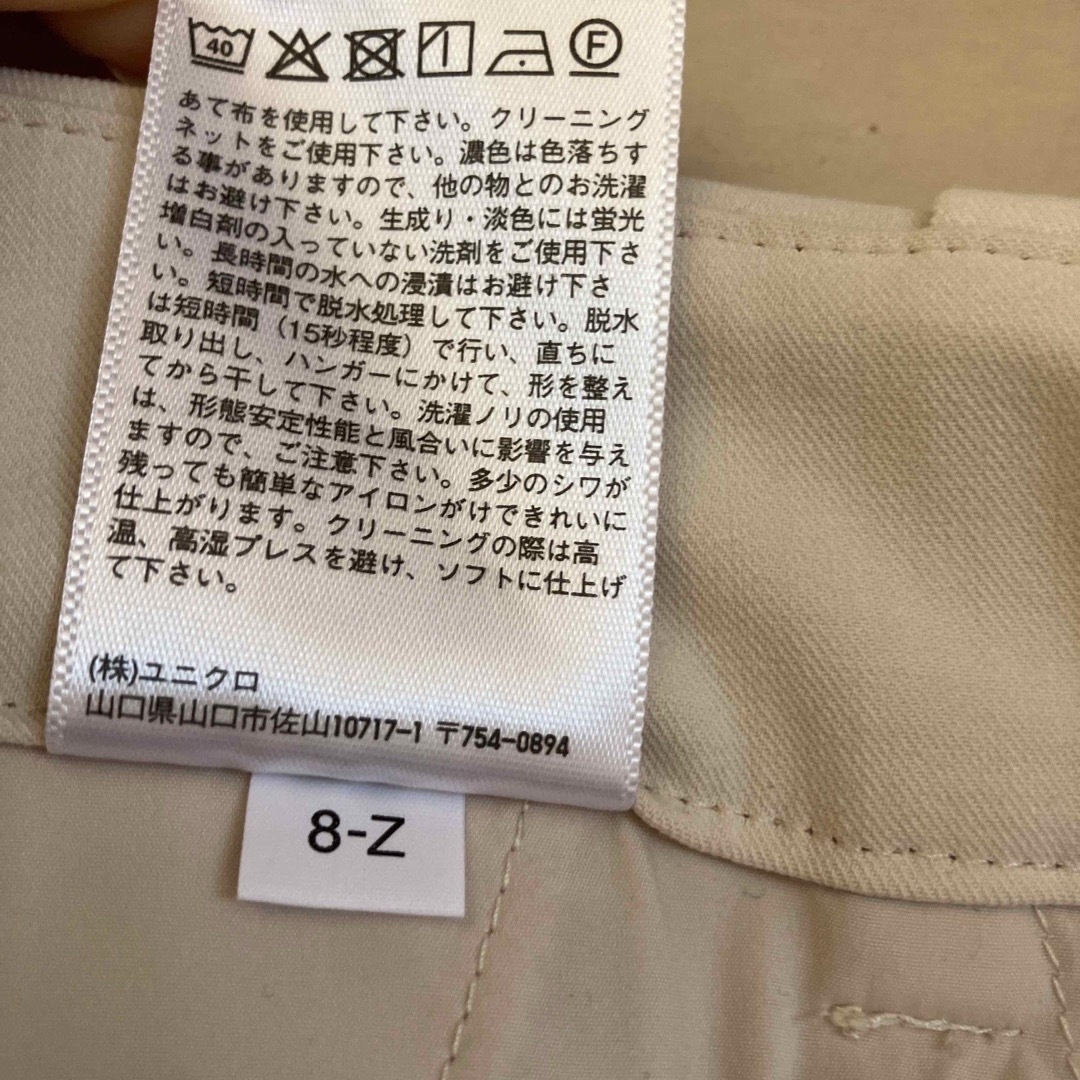 40
F
あて布を使用して下さい。クリーニング
ネットをご使用下さい。濃色は色落ちす
る事がありますので、他の物とのお洗濯
はお避け下さい。生成り・淡色には蛍光
増白剤の入っていない洗剤をご使用下さ
い。長時間の水への浸漬はお避け下さ
い。短時間で脱水処理して下さい。脱水
は短時間(15秒程度)で行い、直ちに
取り出し、ハンガーにかけて、形を整え
てから干して下さい。洗濯ノリの使用
は、形態安定性能と風合いに影響を与え
ますので、ご注意下さい。多少のシワが
残っても簡単なアイロンがけできれいに
仕上がります。クリーニングの際は高
温、高湿プレスを避け、ソフトに仕上げ
て下さい。
(株)ユニクロ
山口県山口市佐山10717-1 〒754-0894
8-Z